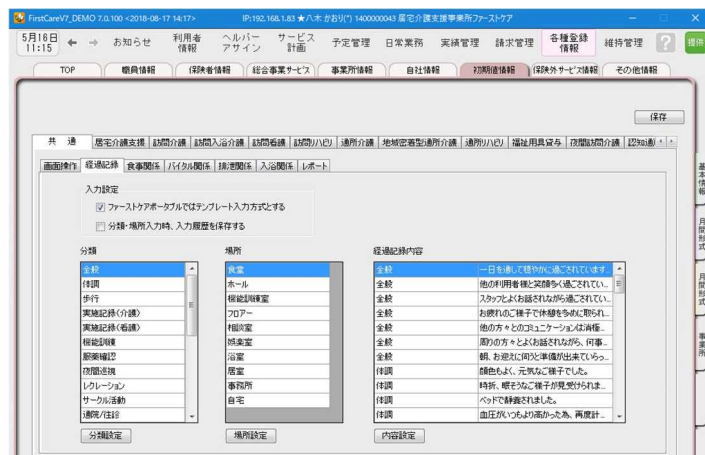 FirstCareV7_DEMO 7.0.100 <2018-08-17 14:17> IP:192.168.1.83 ★八木 かおり(*) 1400000043 居宅介護支援事業所ファーストケア
5月16日 11:15 ← → お知らせ 利用者情報 ヘルパーアサイン サービス計画 予定管理 日常業務 実績管理 請求管理 各種登録情報 維持管理 ? 提供
TOP 職員情報 保険者情報 総合事業サービス 事業所情報 自社情報 初期値情報 保険外サービス情報 その他情報
保存
共 通 居宅介護支援 訪問介護 訪問入浴介護 訪問看護 訪問リハビリ 通所介護 地域密着型通所介護 通所リハビリ 福祉用具貸与 夜間訪問介護 認知通
画面操作 経過記録 食事関係 バイタル関係 排泄関係 入浴関係 レポート
入力設定
ファーストケアポータブルではテンプレート入力方式とする
分類・場所入力時、入力履歴を保存する
分類 場所 経過記録内容
全般 食堂 全般 一日を通して穏やかに過ごされています...
体調 ホール 全般 他の利用者様と笑顔多く過ごされてい...
歩行 機能訓練室 全般 スタッフとよくお話されながら過ごされてい...
実施記録(介護) フロアー 全般 お疲れのご様子で休憩を多めに取られ...
実施記録(看護) 相談室 全般 他の方々とのコミュニケーションは消極...
機能訓練 娯楽室 全般 周りの方々とよくお話されながら、何事...
服薬確認 浴室 全般 朝、お迎えに伺うと準備が出来ていらっ...
夜間巡視 居室 体調 顔色もよく、元気なご様子でした。
レクレーション 事務所 体調 時折、眠そうなご様子が見受けられま...
サークル活動 自宅 体調 ベッドで静養されました。
通院/往診 体調 血圧がいつもより高かった為、再度計...
分類設定 場所設定 内容設定
基本情報
月間形式
月間形式
事業所